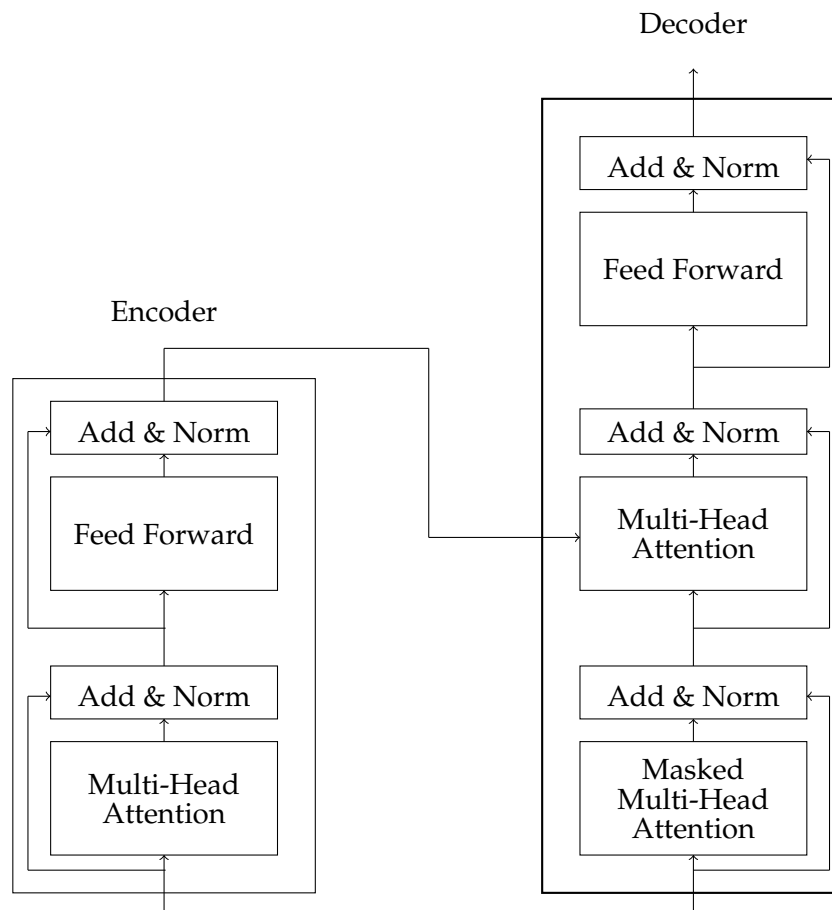 Decoder
Add & Norm
Feed Forward
Add & Norm
Multi-Head
Attention
Add & Norm
Masked
Multi-Head
Attention
Encoder
Add & Norm
Feed Forward
Add & Norm
Multi-Head
Attention